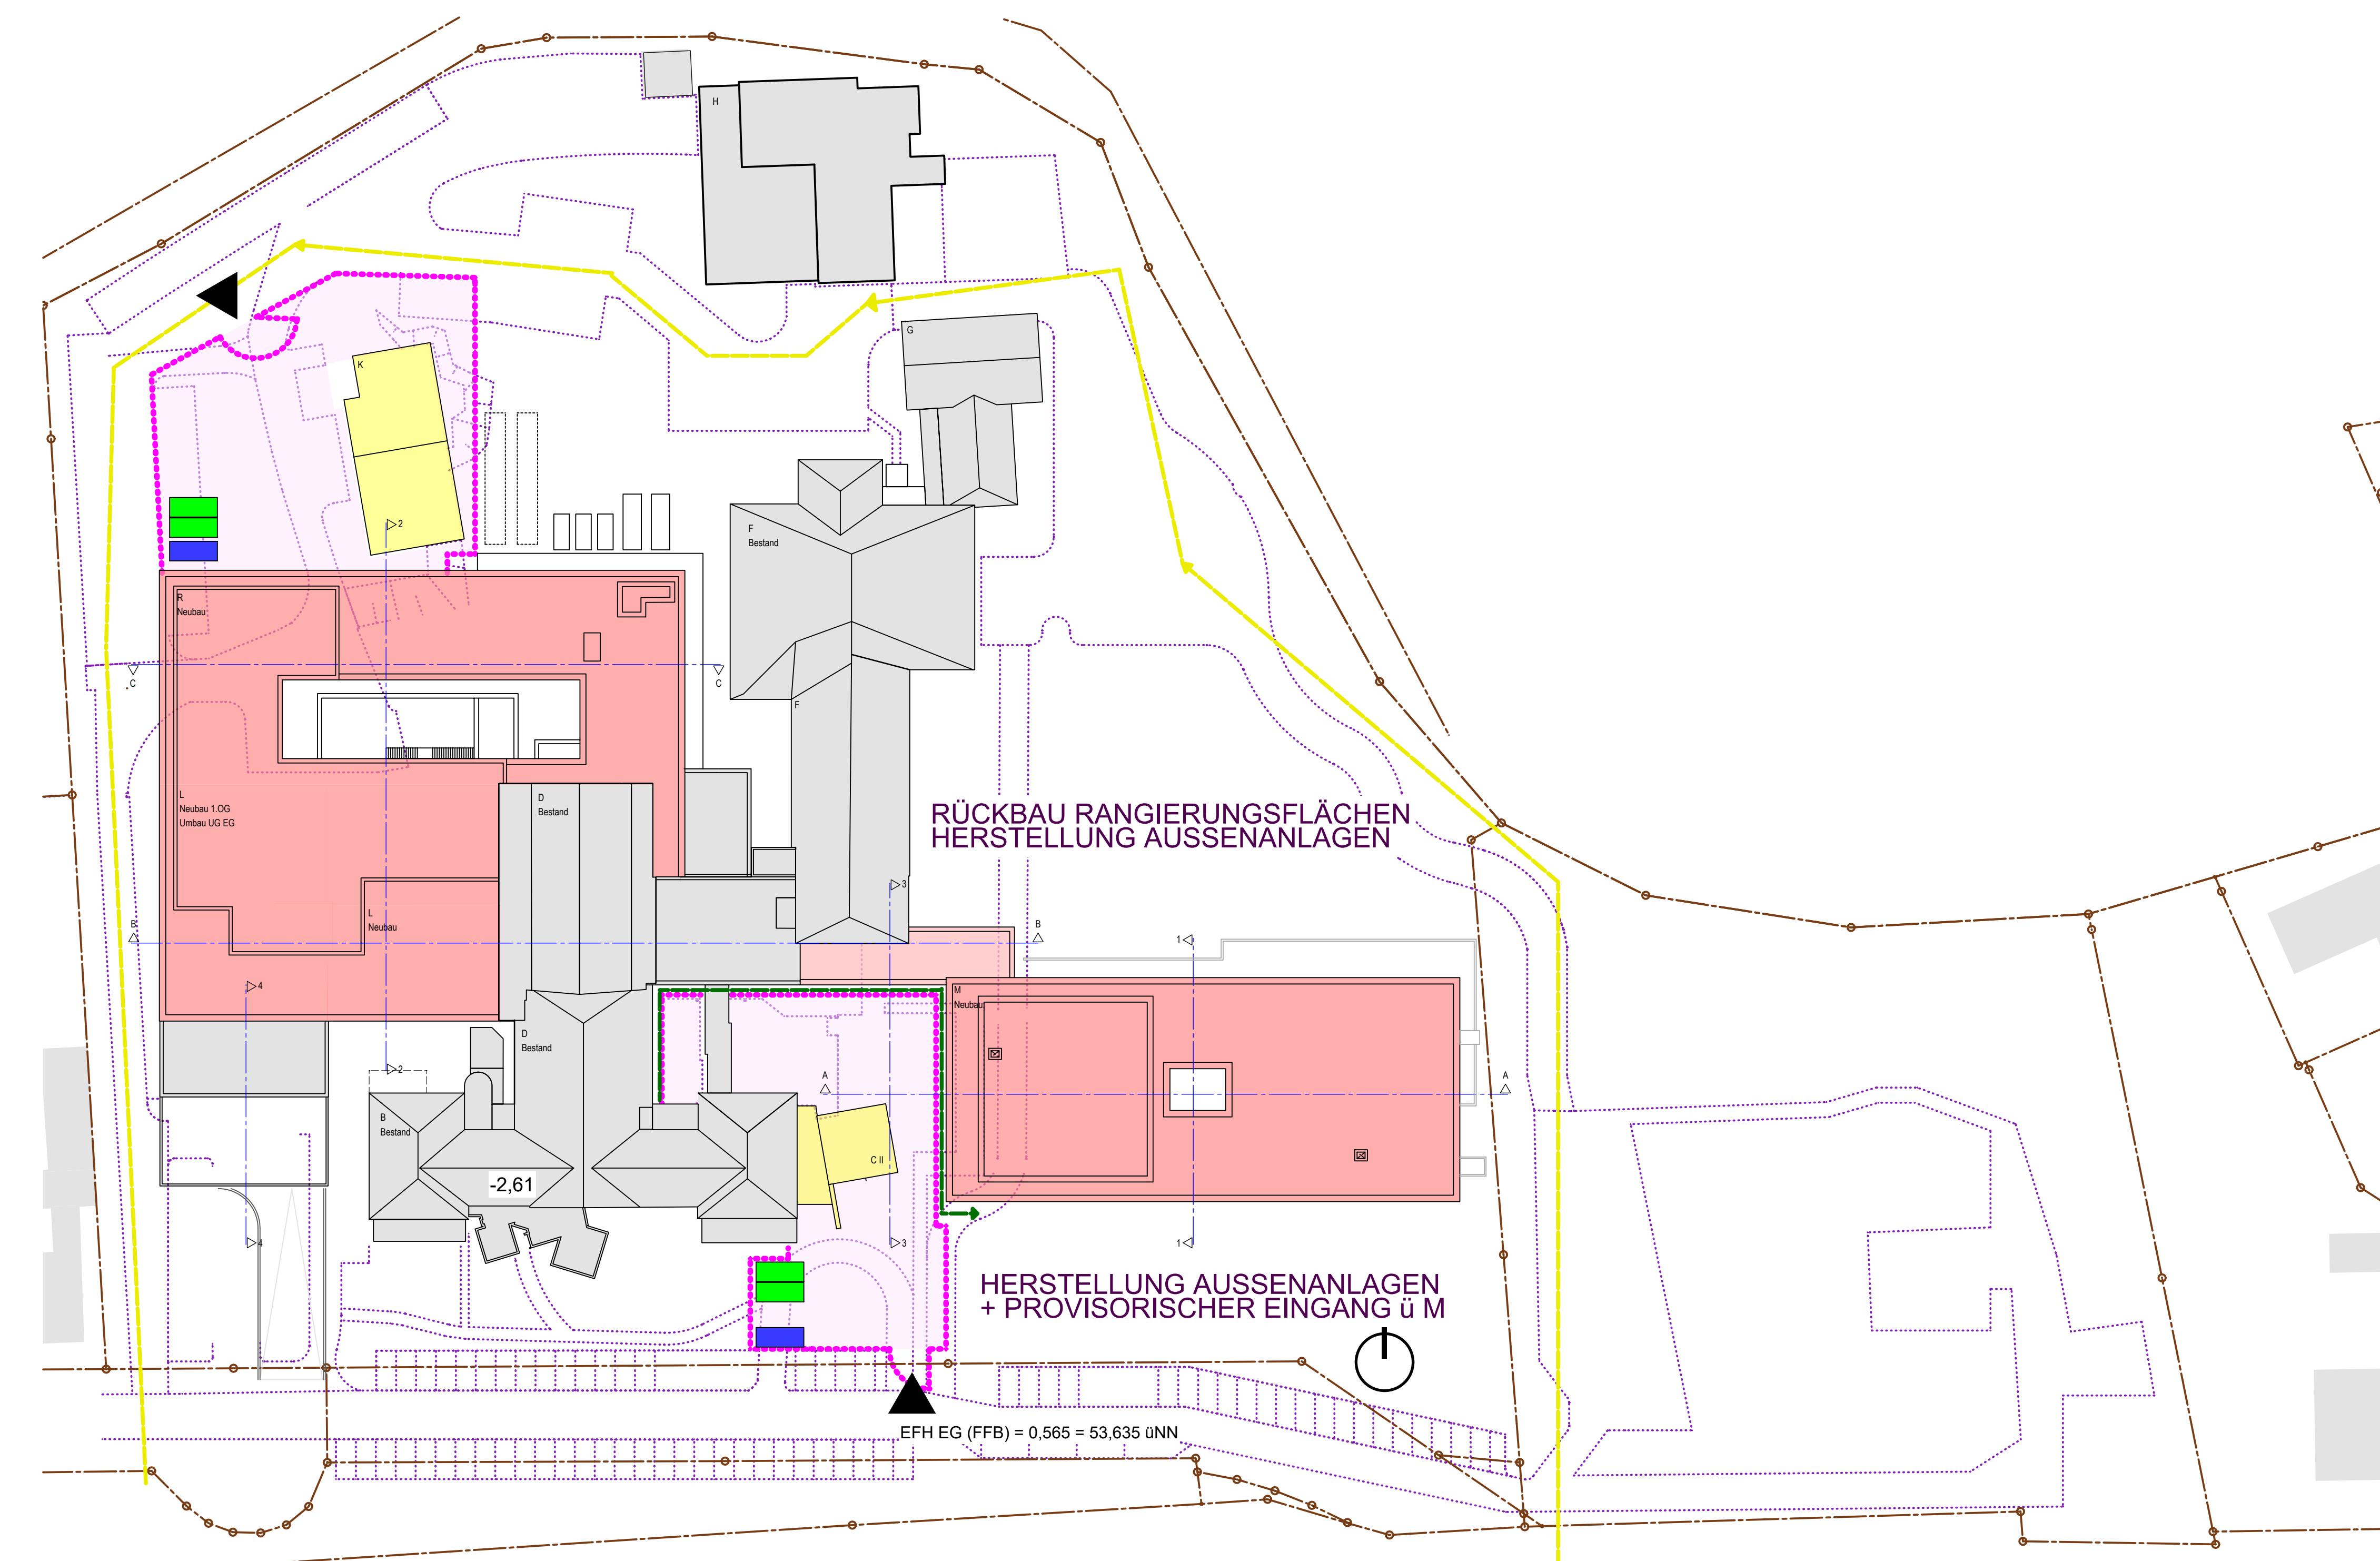 H
G
K
2
F
Bestand
R
Neubau
C
C
F
L
Neubau 1.OG
Umbau UG EG
D
Bestand
RÜCKBAU RANGIERUNGSFLÄCHEN
HERSTELLUNG AUSSENANLAGEN
3
L
Neubau
B
B
1
4
M
Neubau
D
Bestand
2
A
A
B
Bestand
C II
-2,61
4
3
1
HERSTELLUNG AUSSENANLAGEN
+ PROVISORISCHER EINGANG ü M
EFH EG (FFB) = 0,565 = 53,635 üNN